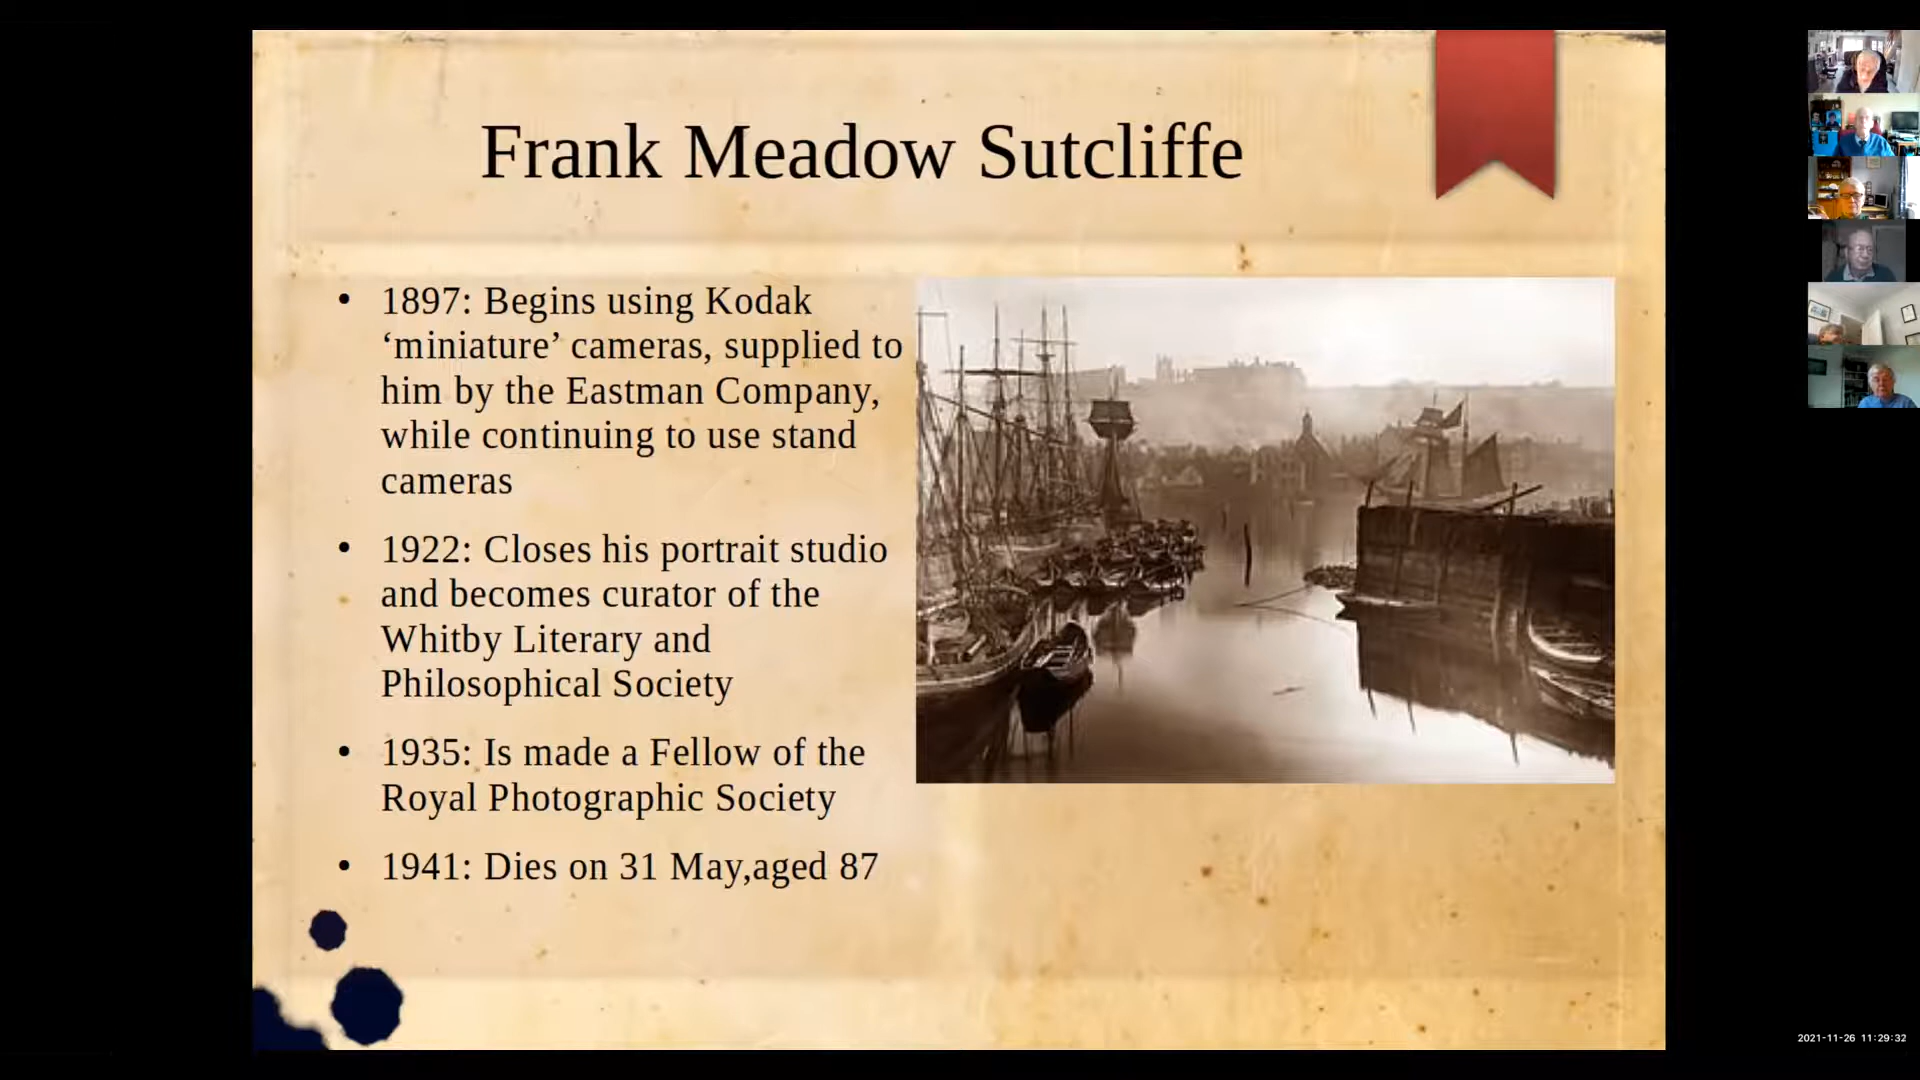 Frank Meadow Sutcliffe
• 1897: Begins using Kodak
‘miniature’ cameras, supplied to
him by the Eastman Company,
while continuing to use stand
cameras
• 1922: Closes his portrait studio
and becomes curator of the
Whitby Literary and
Philosophical Society
• 1935: Is made a Fellow of the
Royal Photographic Society
• 1941: Dies on 31 May,aged 87
2021-11-26 11:29:32